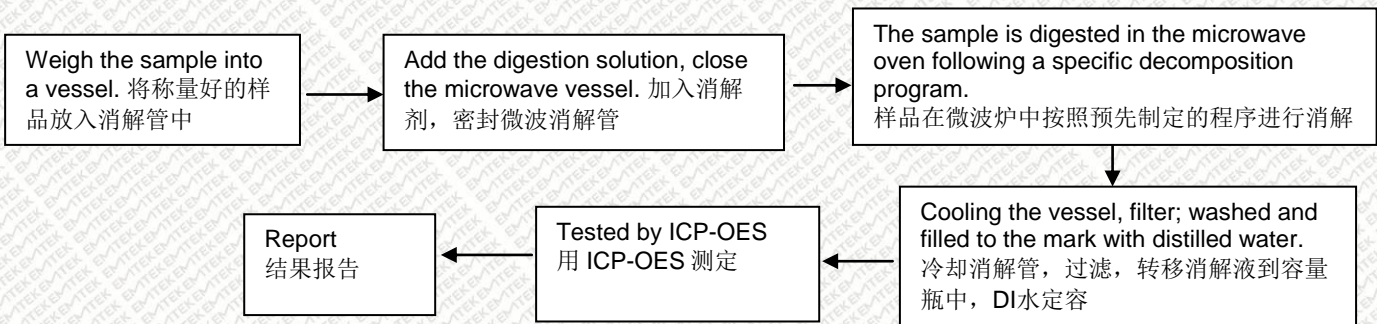 Weigh the sample into
a vessel. 将称量好的样
品放入消解管中
Add the digestion solution, close
the microwave vessel. 加入消解
剂，密封微波消解管
The sample is digested in the microwave
oven following a specific decomposition
program.
样品在微波炉中按照预先制定的程序进行消解
Cooling the vessel, filter; washed and
filled to the mark with distilled water.
冷却消解管，过滤，转移消解液到容量
瓶中，DI水定容
Tested by ICP-OES
用 ICP-OES 测定
Report
结果报告